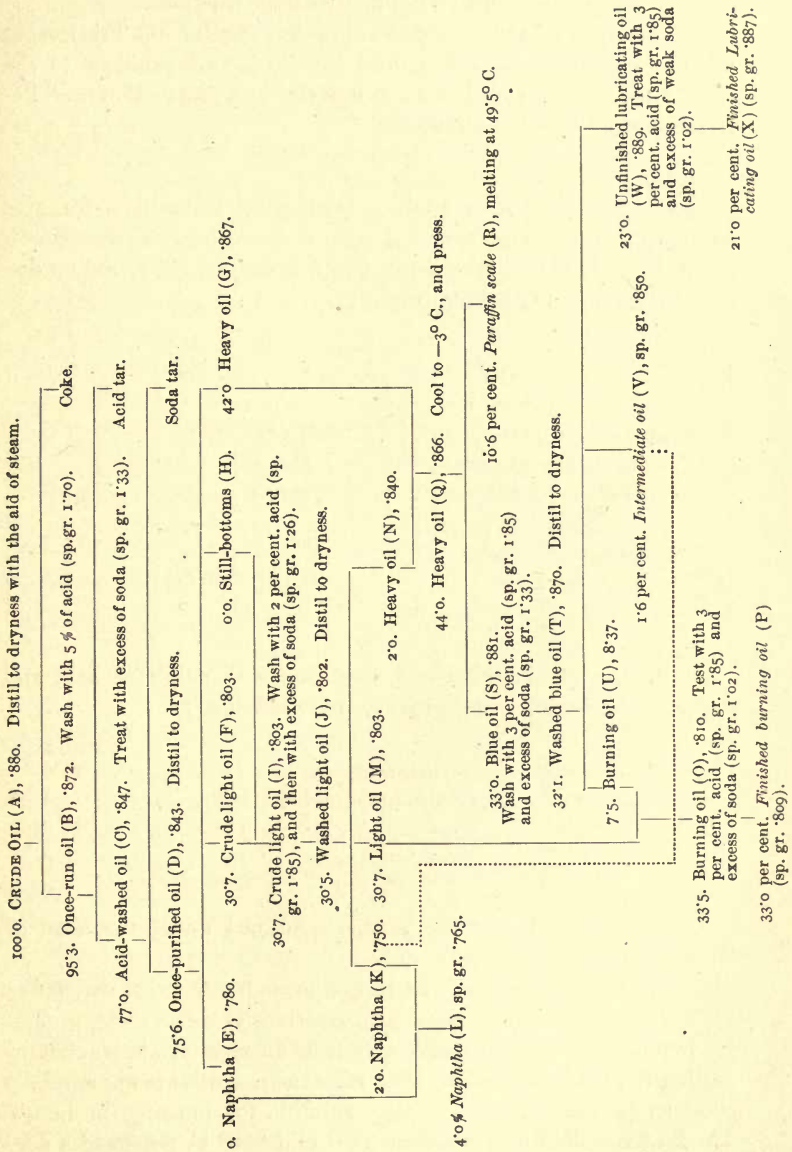 100·0. CRUDE OIL (A), ·880. Distil to dryness with the aid of steam.
95·3. Once-run oil (B), ·872. Wash with 5 % of acid (sp.gr. 1·70).
Coke.
77·0. Acid-washed oil (C), ·847. Treat with excess of soda (sp. gr. 1·33).
Acid tar.
75·6. Once-purified oil (D), ·843. Distil to dryness.
Soda tar.
0. Naphtha (E), ·780.
30·7. Crude light oil (F), ·803.
0·0. Still-bottoms (H).
42·0 Heavy oil (G), ·867.
30·7. Crude light oil (I), ·803. Wash with 2 per cent. acid (sp.
gr. 1·85), and then with excess of soda (sp. gr. 1·26).
30·5. Washed light oil (J), ·802. Distil to dryness.
2·0. Naphtha (K), ·750.
30·7. Light oil (M), ·803.
2·0. Heavy oil (N), ·840.
4·0% Naphtha (L), sp. gr. ·765.
44·0. Heavy oil (Q), ·866. Cool to —3° C., and press.
33·0. Blue oil (S), ·881.
Wash with 3 per cent. acid (sp. gr. 1·85)
and excess of soda (sp. gr. 1·33).
10·6 per cent. Paraffin scale (R), melting at 49·5° C.
32·1. Washed blue oil (T), ·870. Distil to dryness.
7·5. Burning oil (U), 8·37.
1·6 per cent. Intermediate oil (V), sp. gr. ·850.
23·0. Unfinished lubricating oil
(W), ·889. Treat with 3
per cent. acid (sp. gr. 1·85)
and excess of weak soda
(sp. gr. 1·02).
33·5. Burning oil (O), ·810. Test with 3
per cent. acid (sp. gr. 1·85) and
excess of soda (sp. gr. 1·02).
33·0 per cent. Finished burning oil (P)
(sp. gr. ·809).
21·0 per cent. Finished Lubri-
cating oil (X) (sp. gr. ·887).